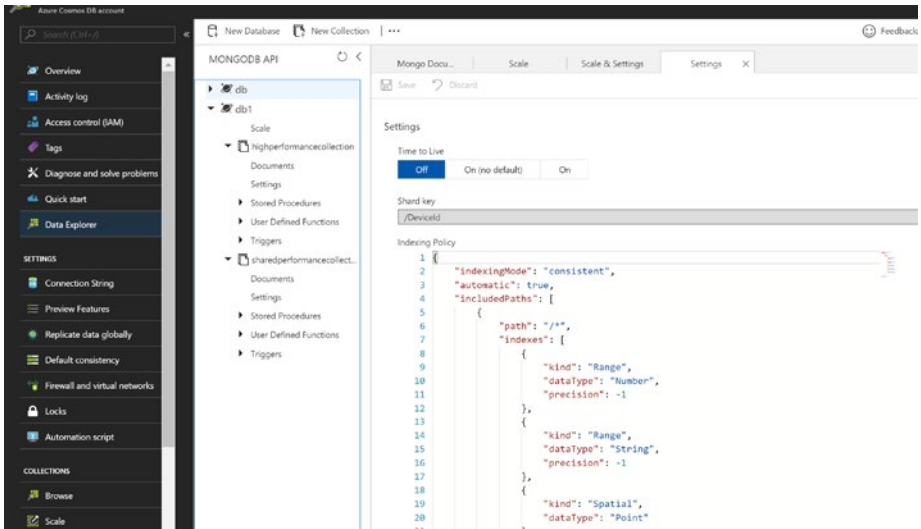 Azure Cosmos DB account
Search (Ctrl+/)
Overview
Activity log
Access control (IAM)
Tags
Diagnose and solve problems
Quick start
Data Explorer
SETTINGS
Connection String
Preview Features
Replicate data globally
Default consistency
Firewall and virtual networks
Locks
Automation script
COLLECTIONS
Browse
Scale
New Database
New Collection
Feedback
MONGODB API
db
db1
Scale
highperformancecollection
Documents
Settings
Stored Procedures
User Defined Functions
Triggers
sharedperformancecollect...
Documents
Settings
Stored Procedures
User Defined Functions
Triggers
Mongo Docu... Scale Scale & Settings Settings
Save Discard
Settings
Time to Live
Off On (no default) On
Shard key
/DeviceId
Indexing Policy
1 {
2 "indexingMode": "consistent",
3 "automatic": true,
4 "includedPaths": [
5 {
6 "path": "/*",
7 "indexes": [
8 {
9 "kind": "Range",
10 "dataType": "Number",
11 "precision": -1
12 },
13 {
14 "kind": "Range",
15 "dataType": "String",
16 "precision": -1
17 },
18 {
19 "kind": "Spatial",
20 "dataType": "Point"